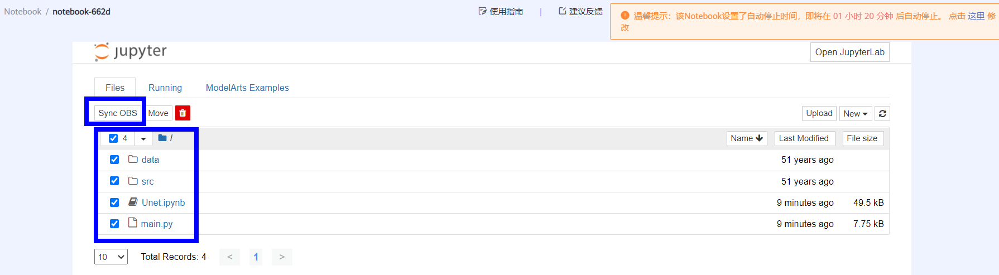 Notebook / notebook-662d
使用指南 | 建议反馈
温馨提示：该Notebook设置了自动停止时间，即将在 01 小时 20 分钟 后自动停止。 点击 这里 修
改
jupyter
Open JupyterLab
Files Running ModelArts Examples
Sync OBS Move Upload New
4 / Name Last Modified File size
data 51 years ago
src 51 years ago
Unet.ipynb 9 minutes ago 49.5 kB
main.py 9 minutes ago 7.75 kB
10 Total Records: 4 < 1 >